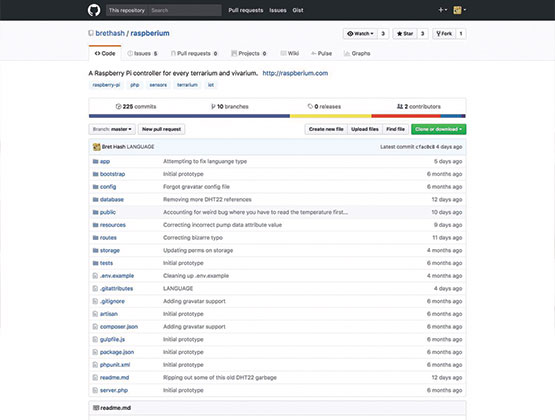 This repository Search Pull requests Issues Gist
brethash / raspberium
Watch 3 Star 3 Fork 1
Code Issues 5 Pull requests 0 Projects 0 Wiki Pulse Graphs
A Raspberry Pi controller for every terrarium and vivarium. http://raspberium.com
raspberry-pi php sensors terrarium iot
225 commits 10 branches 0 releases 2 contributors
Branch: master New pull request Create new file Upload files Find file Clone or download
Bret Hash LANGUAGE Latest commit cfac0c8 4 days ago
app Attempting to fix languange type 5 days ago
bootstrap Initial prototype 6 months ago
config Forgot gravatar config file 6 months ago
database Removing more DHT22 references 12 days ago
public Accounting for weird bug where you have to read the temperature first... 10 days ago
resources Correcting incorrect pump data attribute value 9 days ago
routes Correcting bizarre typo 11 days ago
storage Updating perms on storage 4 months ago
tests Initial prototype 6 months ago
.env.example Cleaning up .env.example 6 months ago
.gitattributes LANGUAGE 4 days ago
.gitignore Adding gravatar support 6 months ago
artisan Initial prototype 6 months ago
composer.json Adding gravatar support 6 months ago
gulpfile.js Initial prototype 6 months ago
package.json Initial prototype 6 months ago
phpunit.xml Initial prototype 6 months ago
readme.md Ripping out some of this old DHT22 garbage 12 days ago
server.php Initial prototype 6 months ago
readme.md